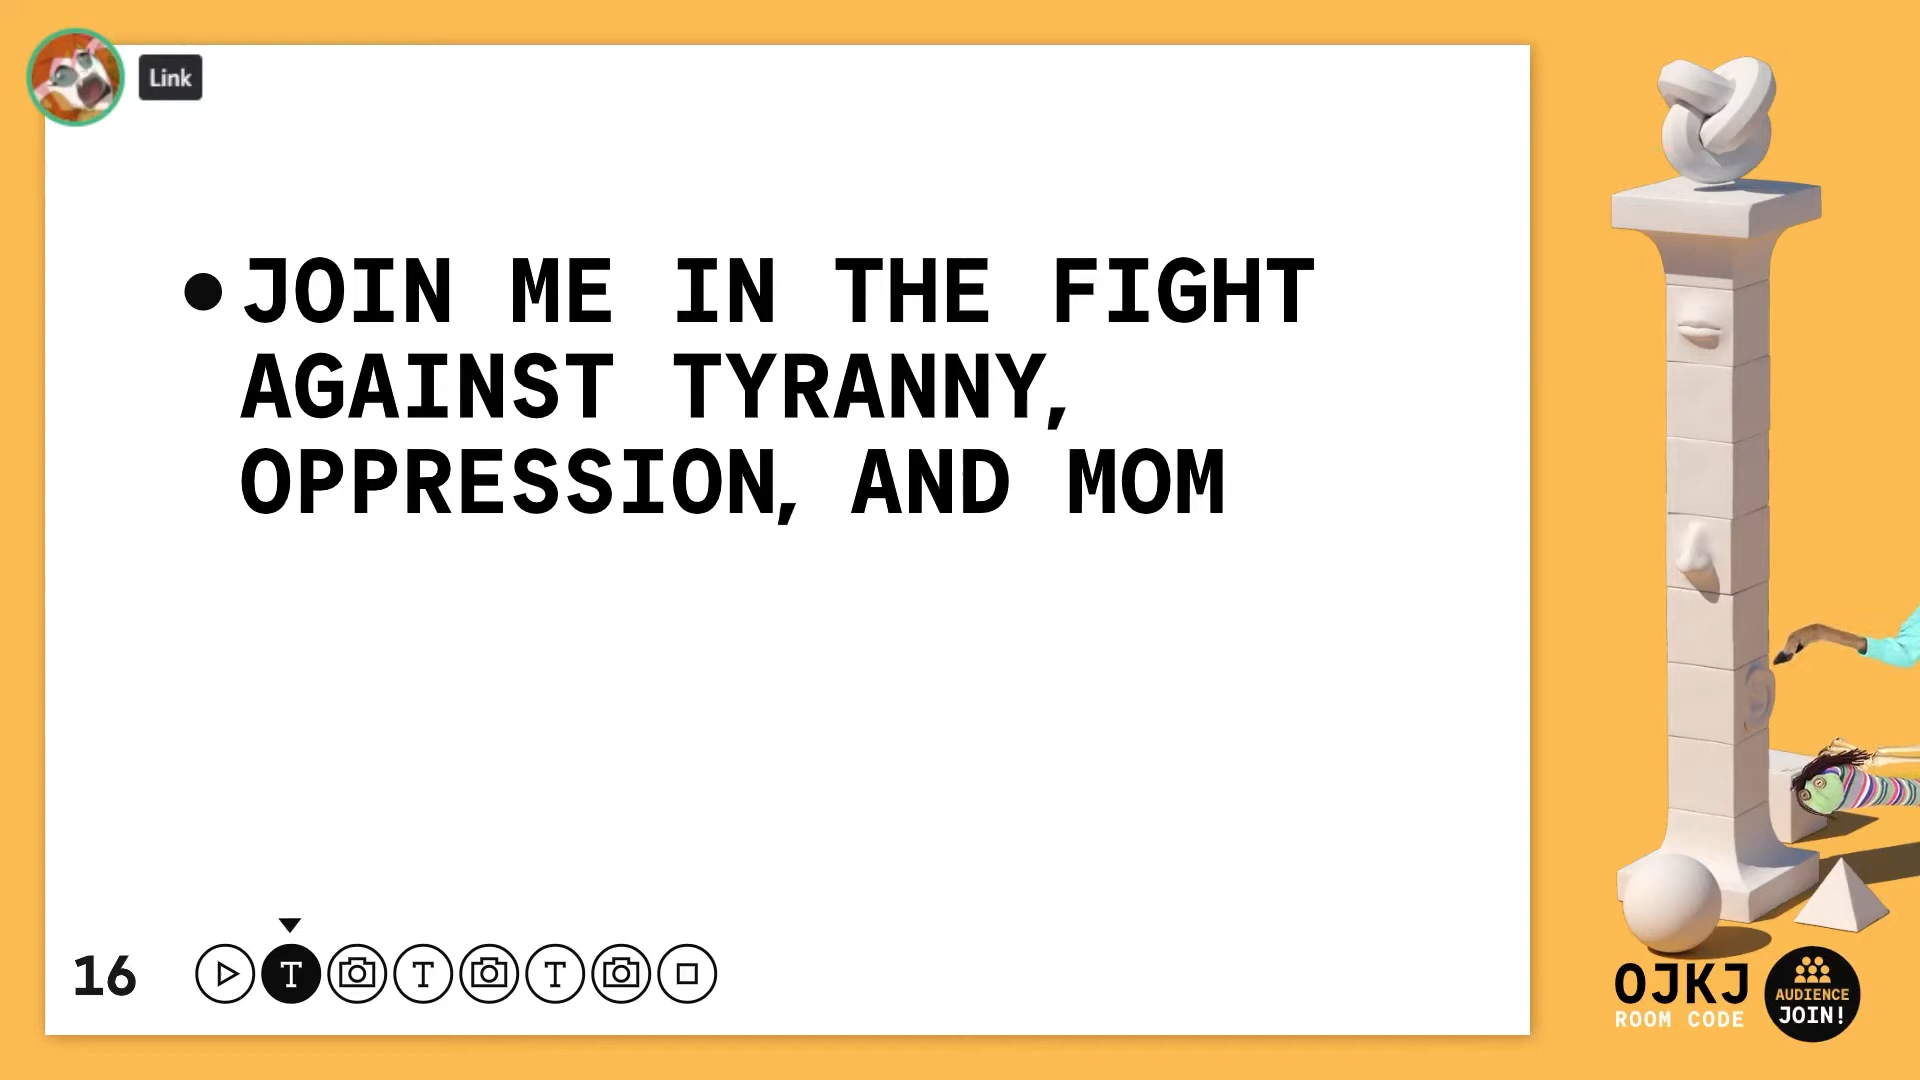 Link
• JOIN ME IN THE FIGHT
AGAINST TYRANNY,
OPPRESSION, AND MOM
16
T T T
OJKJ
ROOM CODE
AUDIENCE
JOIN!